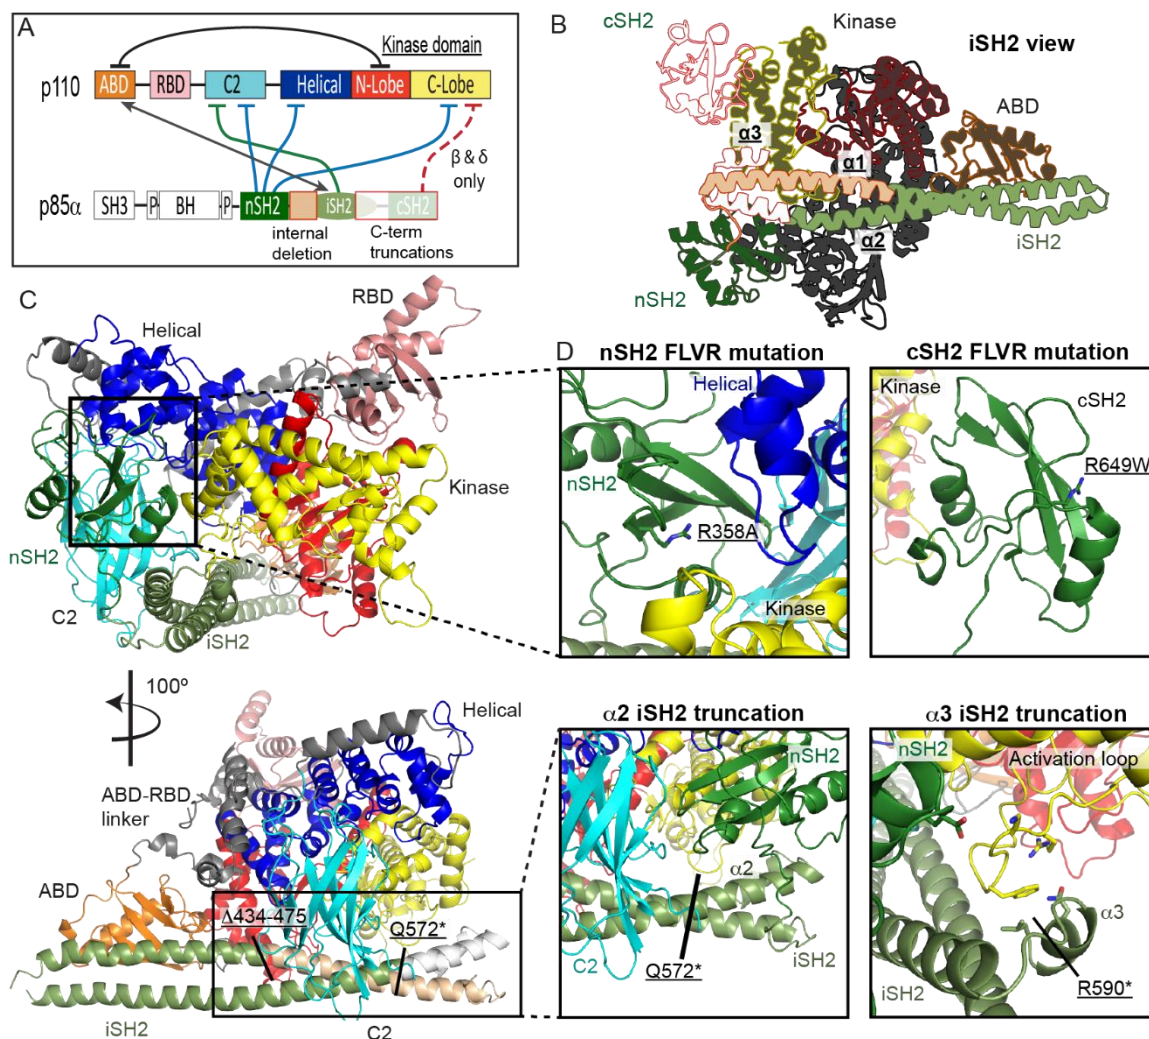 A
Kinase domain
p110
ABD
RBD
C2
Helical
N-Lobe
C-Lobe
β & δ
only
p85α
SH3
P
BH
P
nSH2
iSH2
cSH2
internal
deletion
C-term
truncations
B
cSH2
Kinase
iSH2 view
ABD
α3
α1
α2
iSH2
nSH2
C
RBD
Helical
Kinase
nSH2
C2
iSH2
100º
Helical
ABD-RBD
linker
ABD
Δ434-475
Q572*
iSH2
C2
D
nSH2 FLVR mutation
Helical
nSH2
R358A
Kinase
cSH2 FLVR mutation
Kinase
cSH2
R649W
α2 iSH2 truncation
nSH2
α2
Q572*
C2
iSH2
α3 iSH2 truncation
nSH2
Activation loop
α3
iSH2
R590*